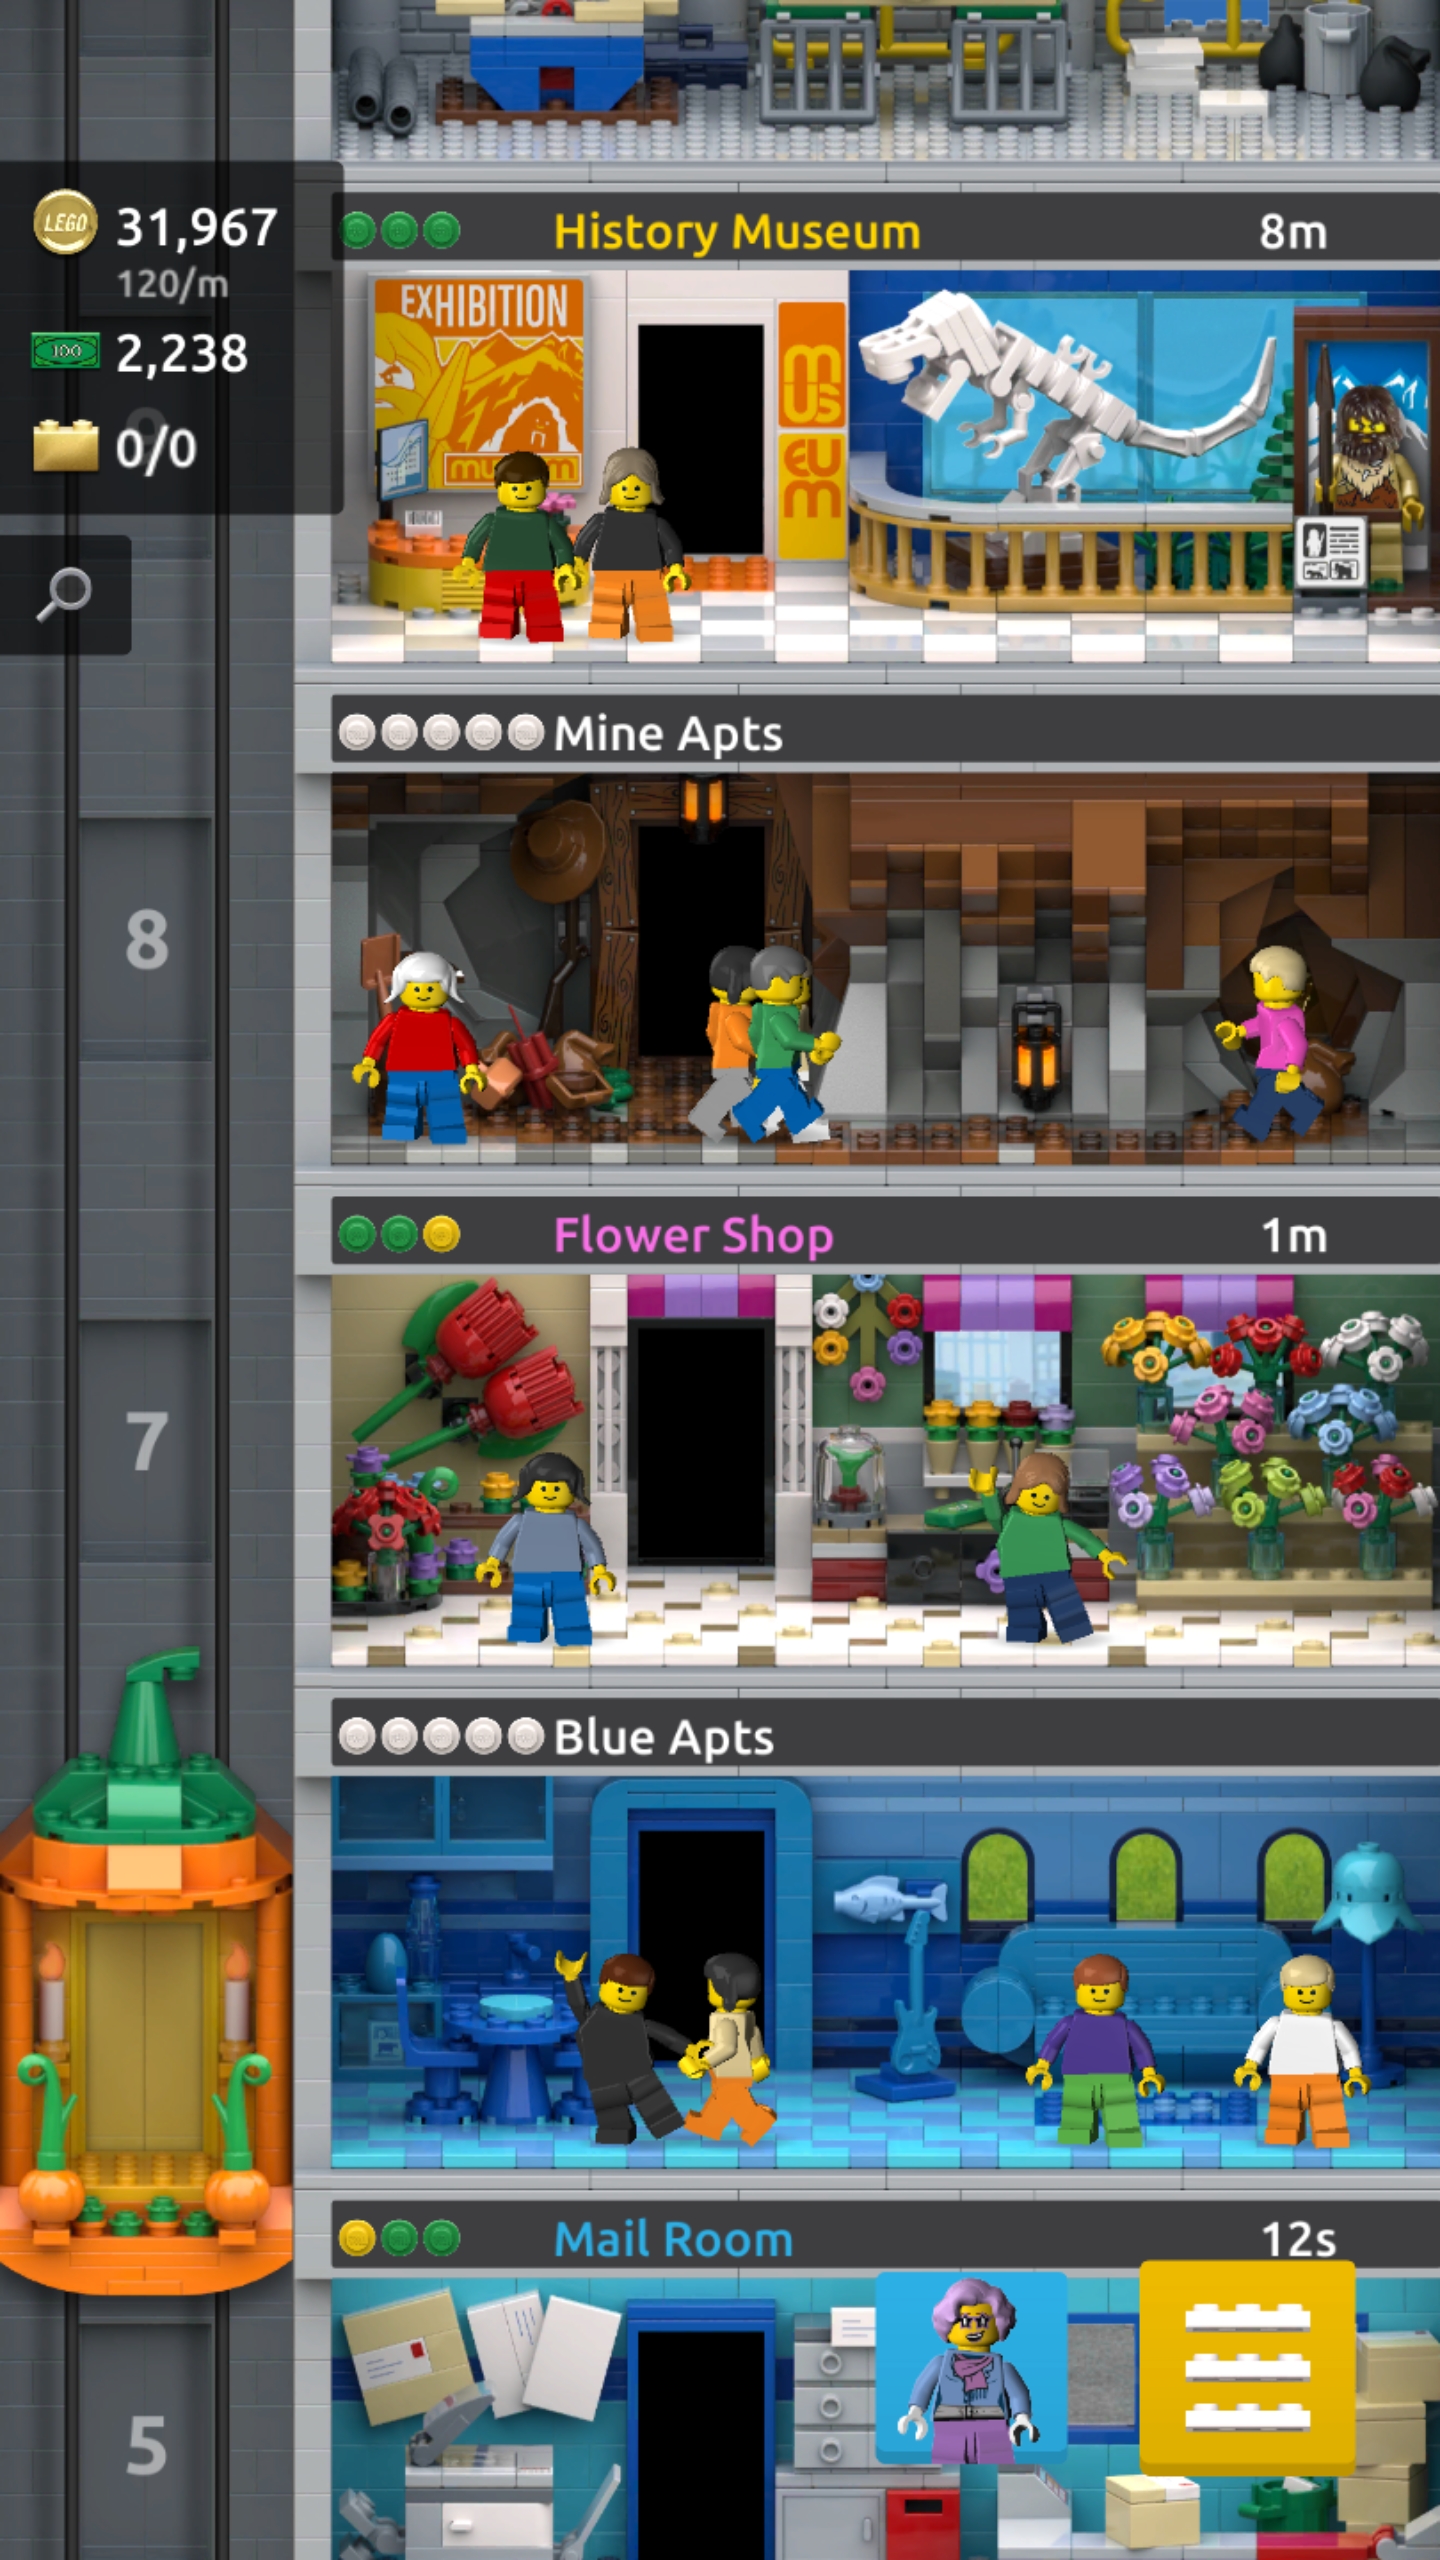 LEGO 31,967
120/m
100 2,238
0/0
History Museum 8m
EXHIBITION
museum
MUSEUM
Mine Apts
8
Flower Shop 1m
7
Blue Apts
Mail Room 12s
5